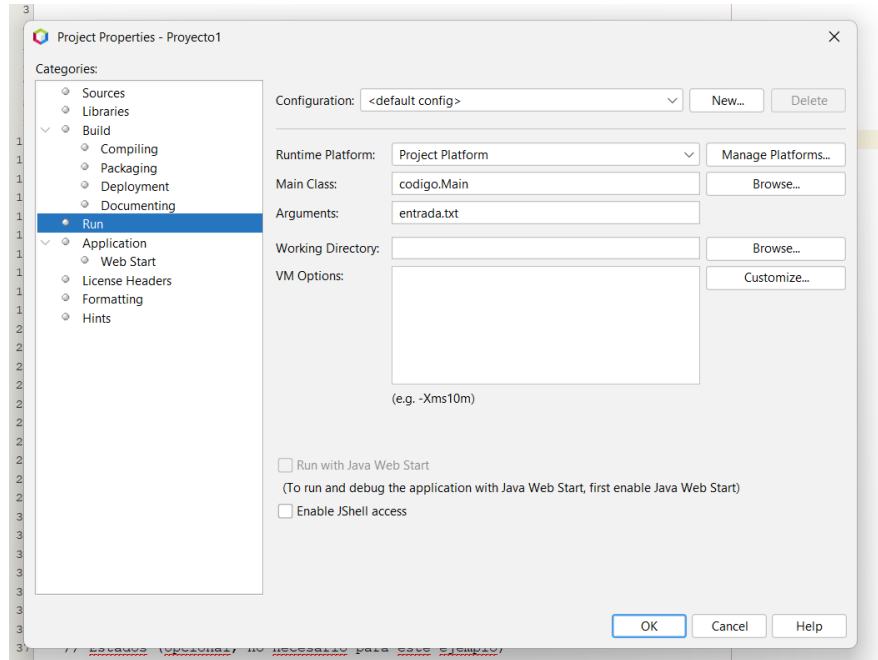 3
Project Properties - Proyecto1
Categories:
Sources
Libraries
Build
Compiling
Packaging
Deployment
Documenting
Run
Application
Web Start
License Headers
Formatting
Hints
Configuration: <default config> New... Delete
Runtime Platform: Project Platform Manage Platforms...
Main Class: codigo.Main Browse...
Arguments: entrada.txt
Working Directory: Browse...
VM Options: Customize...
(e.g. -Xms10m)
Run with Java Web Start
(To run and debug the application with Java Web Start, first enable Java Web Start)
Enable JShell access
OK Cancel Help
// Estados (opcional, no necesario para este ejemplo)